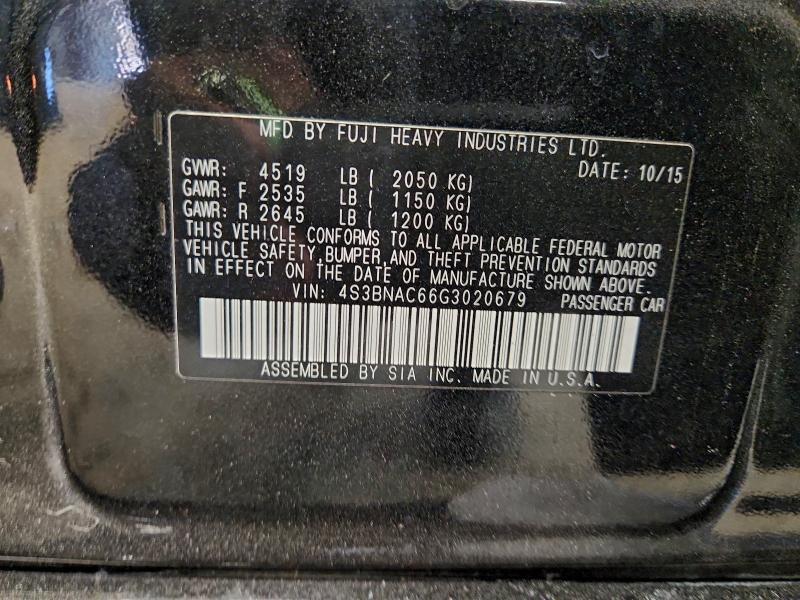 MFD BY FUJI HEAVY INDUSTRIES LTD.
DATE: 10/15
GVWR: 4519 LB ( 2050 KG)
GAWR: F 2535 LB ( 1150 KG)
GAWR: R 2645 LB ( 1200 KG)
THIS VEHICLE CONFORMS TO ALL APPLICABLE FEDERAL MOTOR
VEHICLE SAFETY, BUMPER, AND THEFT PREVENTION STANDARDS
IN EFFECT ON THE DATE OF MANUFACTURE SHOWN ABOVE.
VIN: 4S3BNAC66G3020679 PASSENGER CAR
ASSEMBLED BY SIA INC. MADE IN U.S.A.